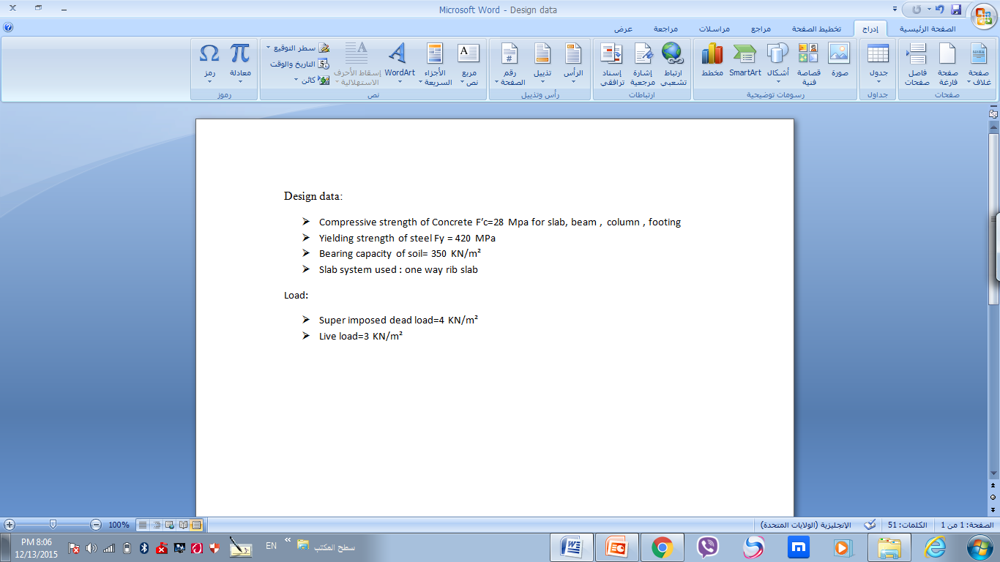 Microsoft Word - Design data
الصفحة الرئيسية إدراج تخطيط الصفحة مراجع مراسلات مراجعة عرض
صفحة غلاف
صفحة فارغة
فاصل صفحات
صفحات
جدول
جداول
صورة
قصاصة فنية
أشكال
SmartArt
مخطط
رسومات توضيحية
ارتباط تشعبي
إشارة مرجعية
إسناد ترافقي
ارتباطات
الرأس
تذييل
رقم الصفحة
رأس وتذييل
مربع نص
الأجزاء السريعة
WordArt
إسقاط الأحرف الاستهلالية
سطر التوقيع
التاريخ والوقت
كائن
نص
معادلة
رمز
رموز
Design data:
➢ Compressive strength of Concrete F’c=28 Mpa for slab, beam , column , footing
➢ Yielding strength of steel Fy = 420 MPa
➢ Bearing capacity of soil= 350 KN/m²
➢ Slab system used : one way rib slab
Load:
➢ Super imposed dead load=4 KN/m²
➢ Live load=3 KN/m²
الصفحة: 1 من 1 الكلمات: 51 الإنجليزية (الولايات المتحدة)
100%
PM 8:06
12/13/2015
EN
سطح المكتب